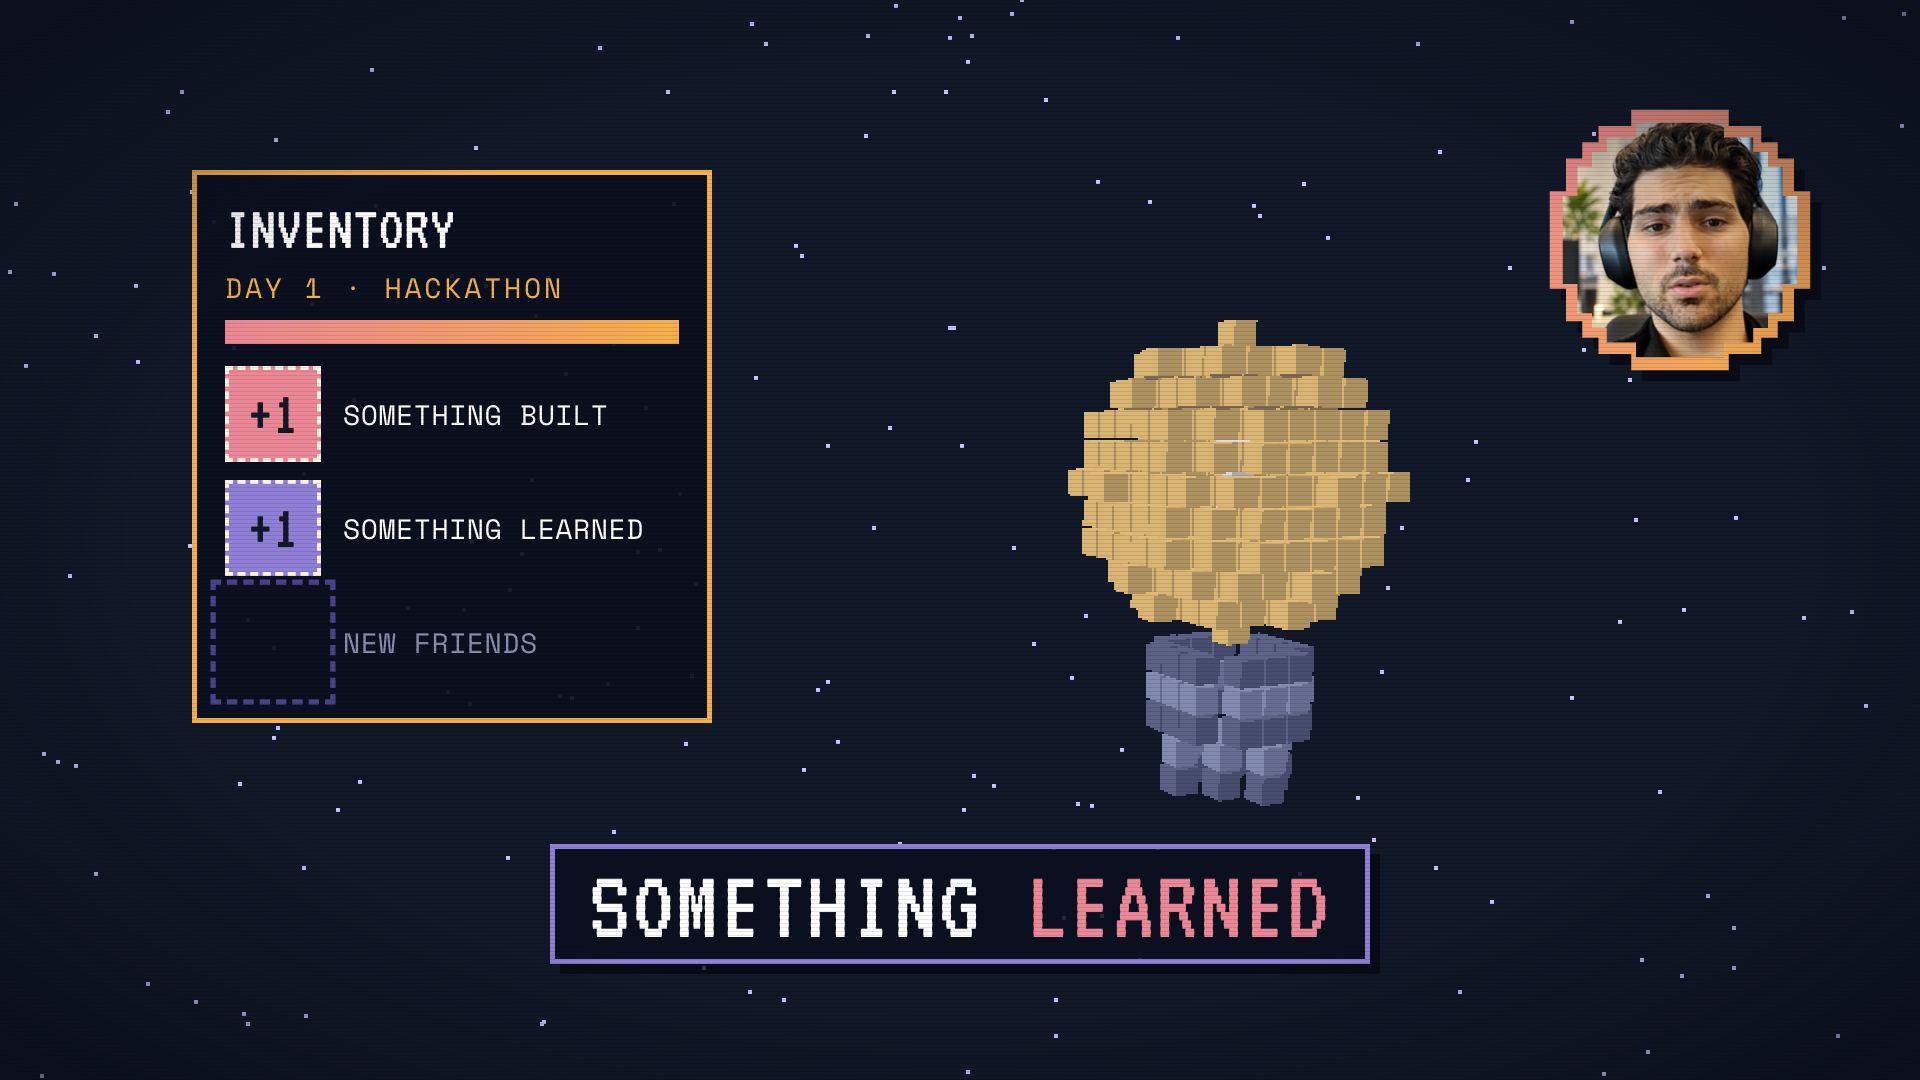 INVENTORY
DAY 1 · HACKATHON
+1 SOMETHING BUILT
+1 SOMETHING LEARNED
NEW FRIENDS
SOMETHING LEARNED